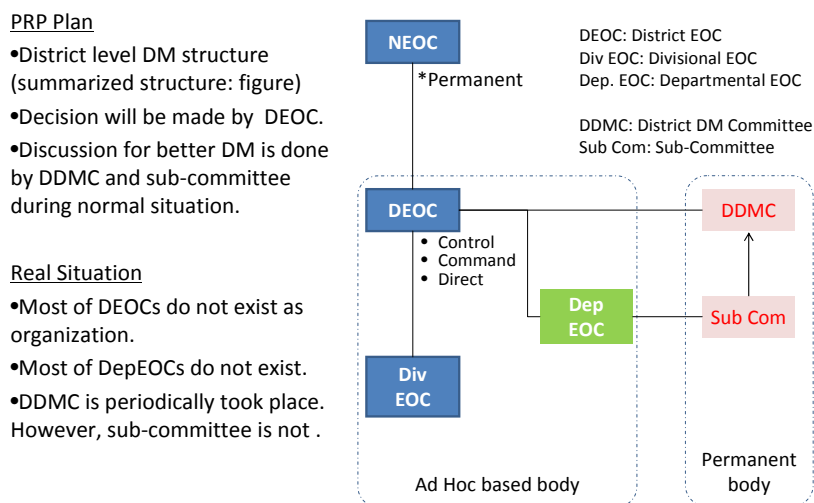 PRP Plan
•District level DM structure
(summarized structure: figure)
•Decision will be made by DEOC.
•Discussion for better DM is done
by DDMC and sub-committee
during normal situation.
Real Situation
•Most of DEOCs do not exist as
organization.
•Most of DepEOCs do not exist.
•DDMC is periodically took place.
However, sub-committee is not .
NEOC
*Permanent
DEOC: District EOC
Div EOC: Divisional EOC
Dep. EOC: Departmental EOC
DDMC: District DM Committee
Sub Com: Sub-Committee
DEOC
DDMC
• Control
• Command
• Direct
Dep
EOC
Sub Com
Div
EOC
Ad Hoc based body
Permanent
body